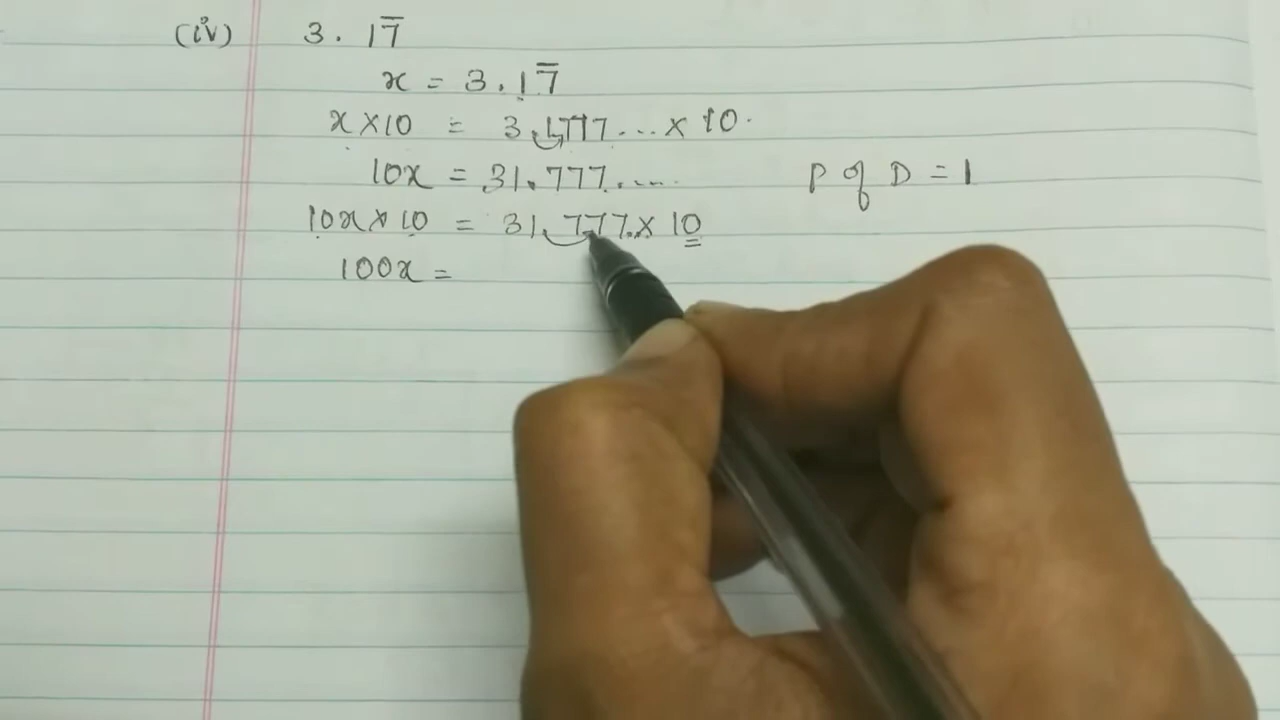 (iv) 3.17̅
x = 3.17̅
x × 10 = 3.1777... × 10.
10x = 31.777..... P of D = 1
10x × 10 = 31.777... × 10
100x =